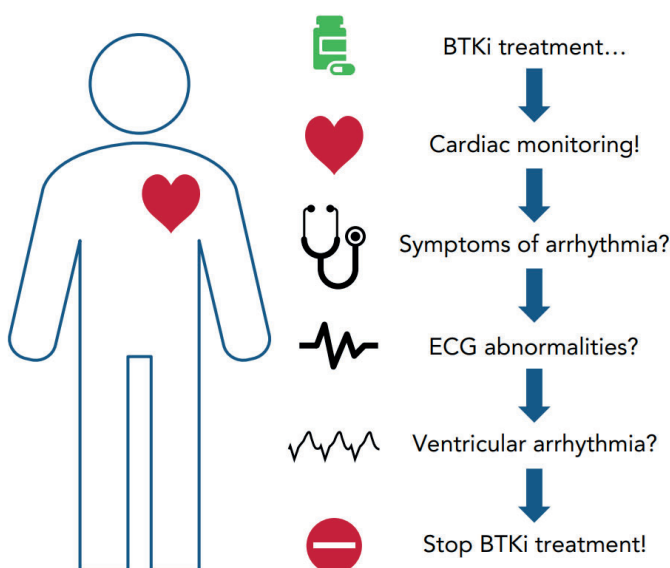 BTKi treatment…
Cardiac monitoring!
Symptoms of arrhythmia?
ECG abnormalities?
Ventricular arrhythmia?
Stop BTKi treatment!